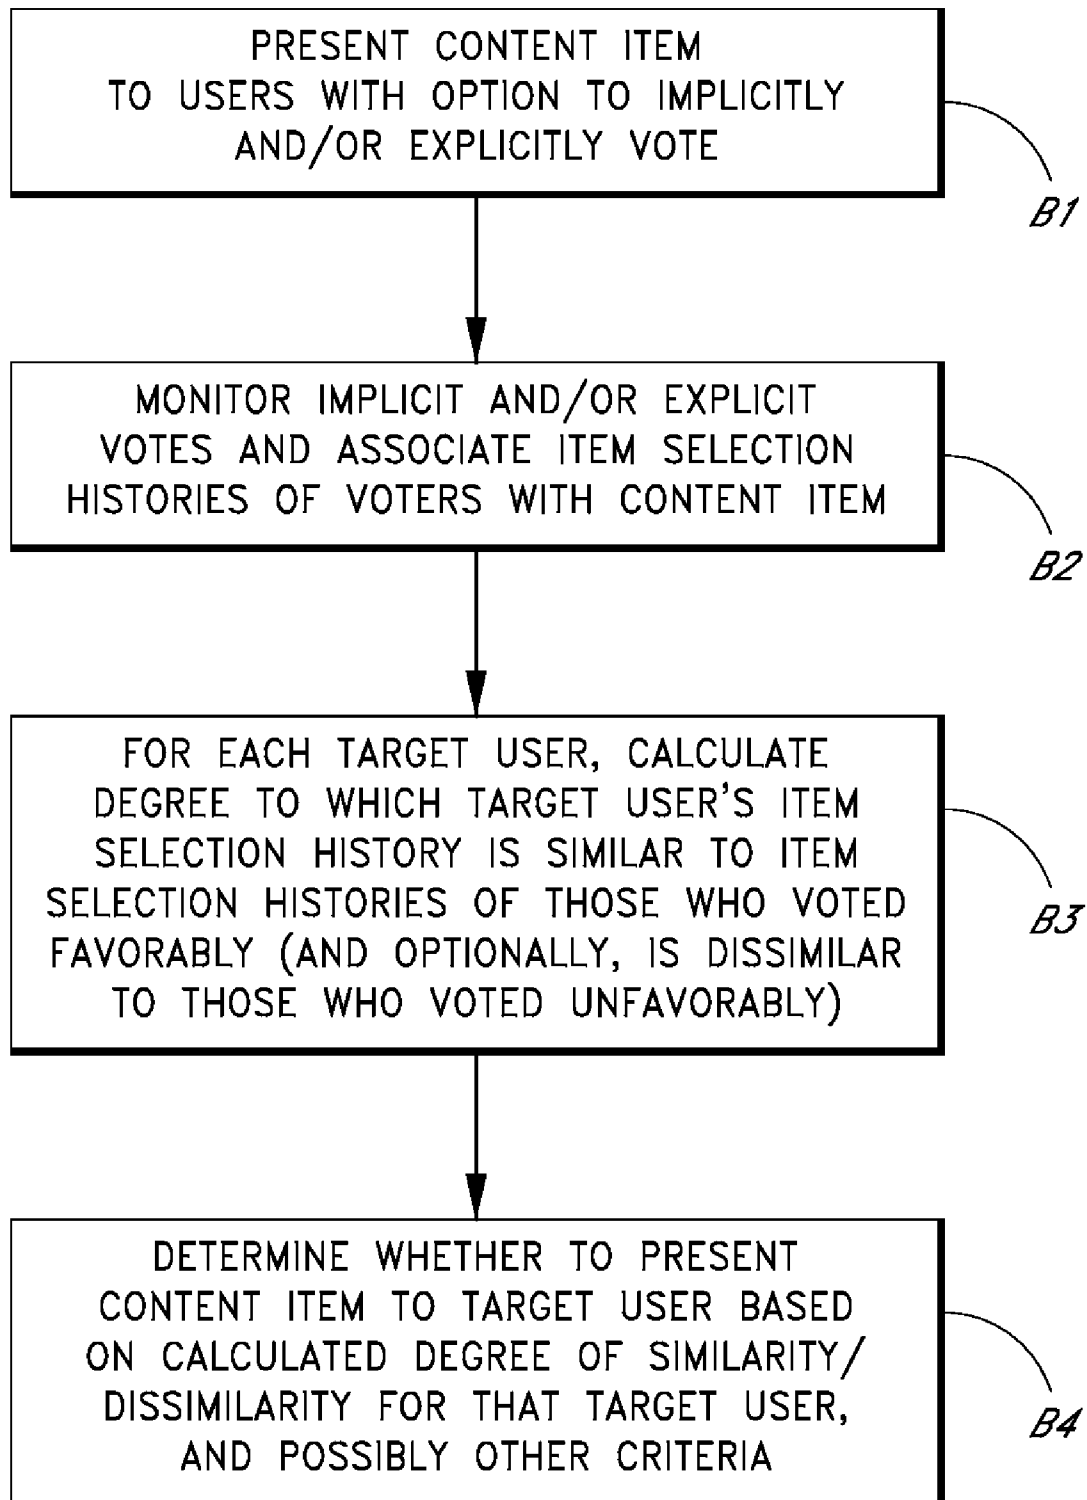 PRESENT CONTENT ITEM
TO USERS WITH OPTION TO IMPLICITLY
AND/OR EXPLICITLY VOTE
B1
MONITOR IMPLICIT AND/OR EXPLICIT
VOTES AND ASSOCIATE ITEM SELECTION
HISTORIES OF VOTERS WITH CONTENT ITEM
B2
FOR EACH TARGET USER, CALCULATE
DEGREE TO WHICH TARGET USER'S ITEM
SELECTION HISTORY IS SIMILAR TO ITEM
SELECTION HISTORIES OF THOSE WHO VOTED
FAVORABLY (AND OPTIONALLY, IS DISSIMILAR
TO THOSE WHO VOTED UNFAVORABLY)
B3
DETERMINE WHETHER TO PRESENT
CONTENT ITEM TO TARGET USER BASED
ON CALCULATED DEGREE OF SIMILARITY/
DISSIMILARITY FOR THAT TARGET USER,
AND POSSIBLY OTHER CRITERIA
B4